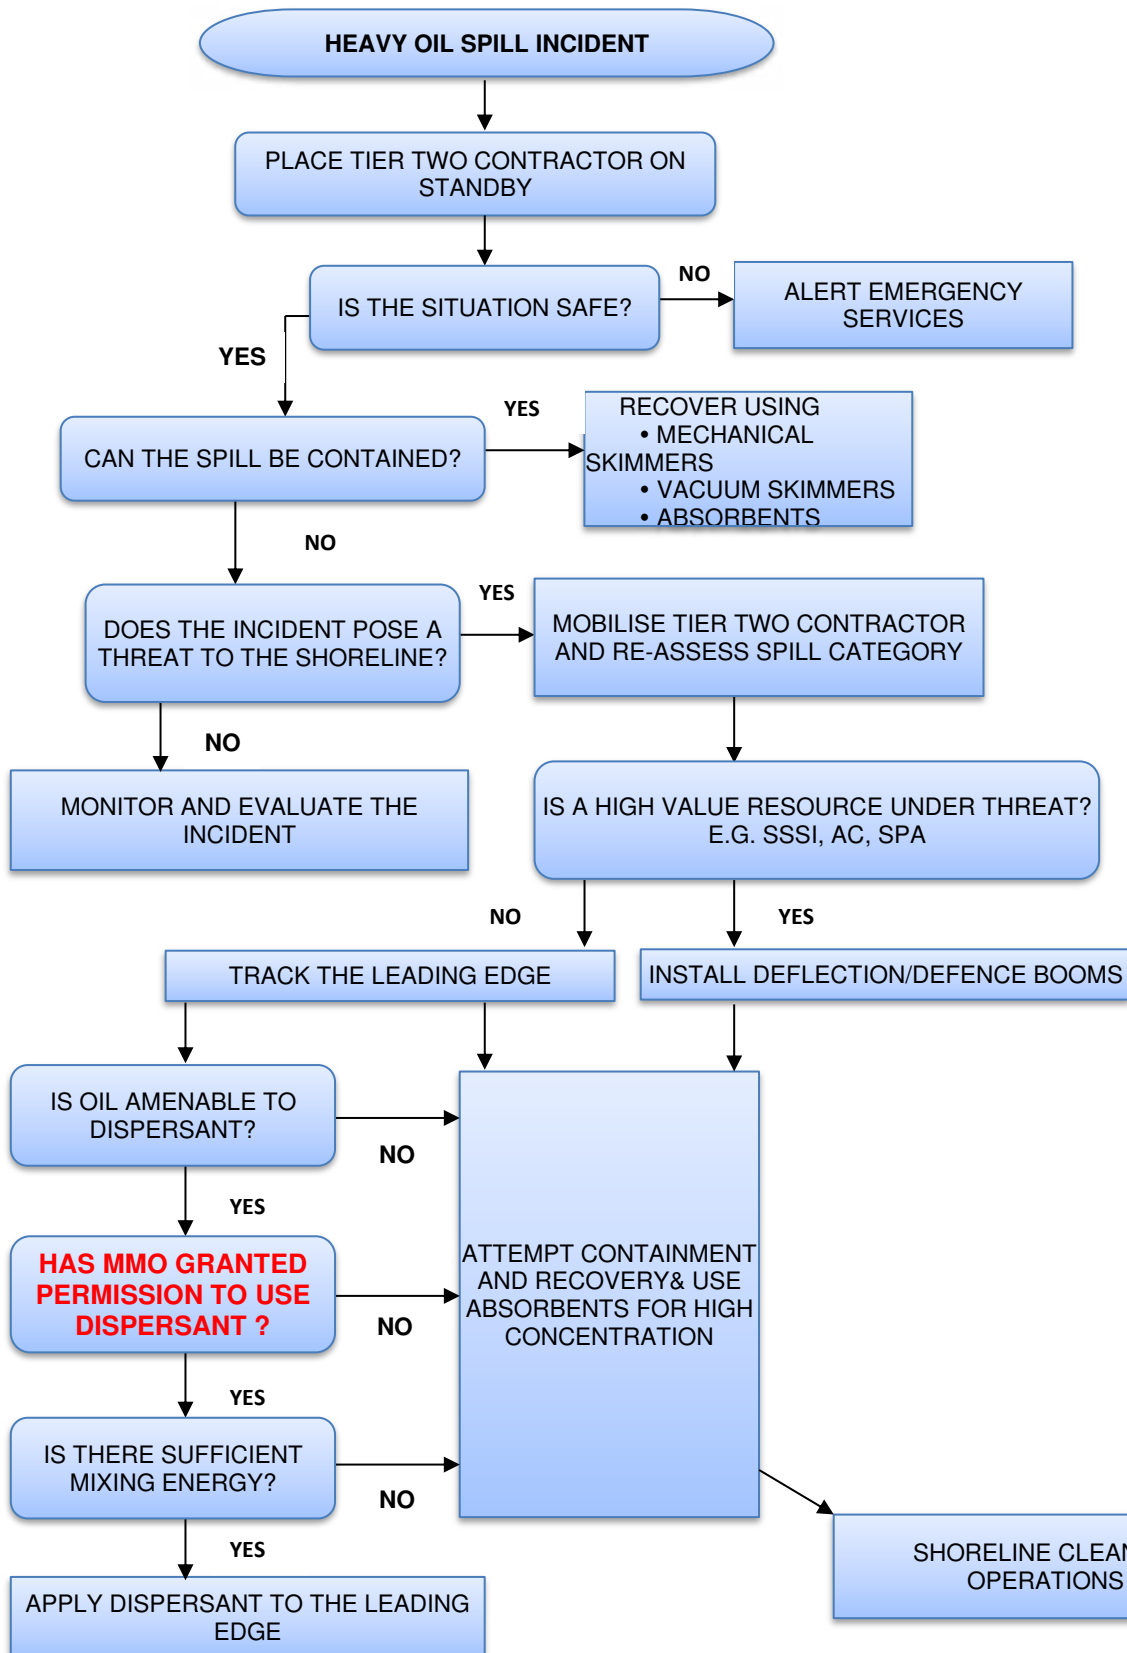 HEAVY OIL SPILL INCIDENT
PLACE TIER TWO CONTRACTOR ON
STANDBY
IS THE SITUATION SAFE?
NO
ALERT EMERGENCY
SERVICES
YES
CAN THE SPILL BE CONTAINED?
YES
RECOVER USING
• MECHANICAL
SKIMMERS
• VACUUM SKIMMERS
• ABSORBENTS
NO
DOES THE INCIDENT POSE A
THREAT TO THE SHORELINE?
YES
MOBILISE TIER TWO CONTRACTOR
AND RE-ASSESS SPILL CATEGORY
NO
MONITOR AND EVALUATE THE
INCIDENT
IS A HIGH VALUE RESOURCE UNDER THREAT?
E.G. SSSI, AC, SPA
NO
YES
TRACK THE LEADING EDGE
INSTALL DEFLECTION/DEFENCE BOOMS
IS OIL AMENABLE TO
DISPERSANT?
NO
YES
HAS MMO GRANTED
PERMISSION TO USE
DISPERSANT ?
NO
YES
IS THERE SUFFICIENT
MIXING ENERGY?
NO
YES
APPLY DISPERSANT TO THE LEADING
EDGE
ATTEMPT CONTAINMENT
AND RECOVERY& USE
ABSORBENTS FOR HIGH
CONCENTRATION
SHORELINE CLEAN
OPERATIONS